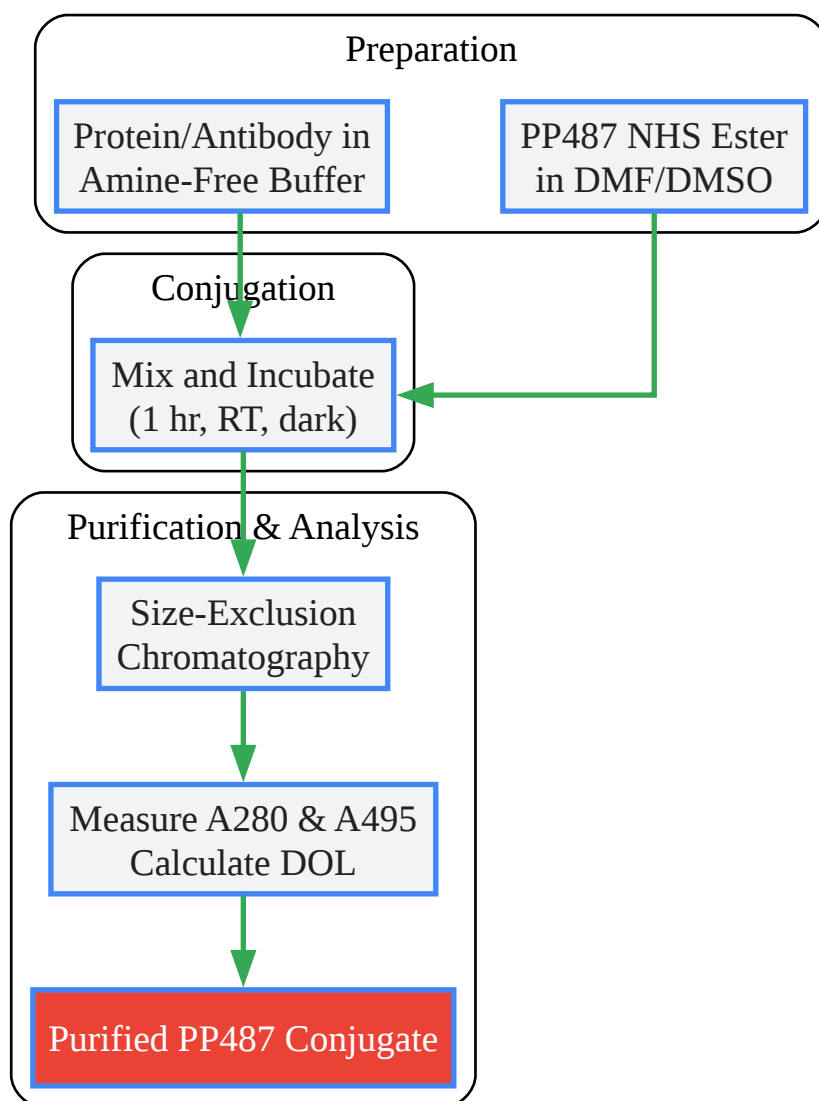 Preparation
Protein/Antibody in
Amine-Free Buffer
PP487 NHS Ester
in DMF/DMSO
Conjugation
Mix and Incubate
(1 hr, RT, dark)
Purification & Analysis
Size-Exclusion
Chromatography
Measure A280 & A495
Calculate DOL
Purified PP487 Conjugate